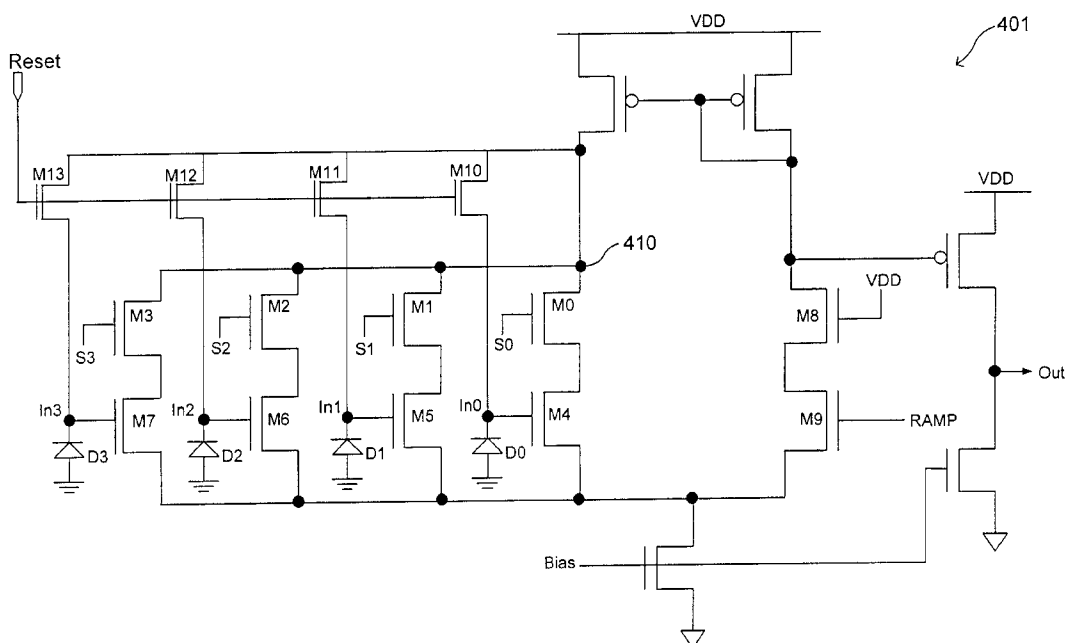 VDD
401
Reset
M13
M12
M11
M10
VDD
410
M3
M2
M1
M0
M8
VDD
S3
S2
S1
S0
Out
In3
M7
In2
M6
In1
M5
In0
M4
M9
RAMP
D3
D2
D1
D0
Bias